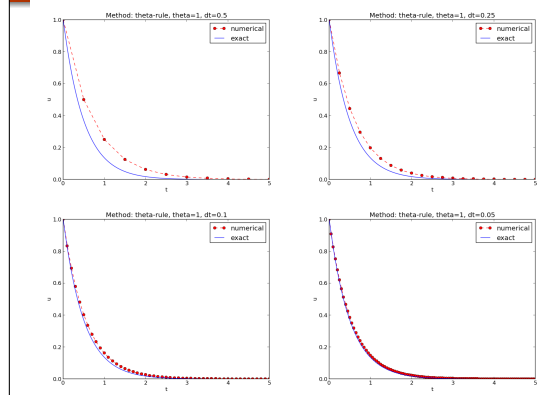 Method: theta-rule, theta=1, dt=0.5
1.0
0.8
0.6
0.4
0.2
0.0
u
numerical
exact
0 1 2 3 4 5
t
Method: theta-rule, theta=1, dt=0.25
1.0
0.8
0.6
0.4
0.2
0.0
u
numerical
exact
0 1 2 3 4 5
t
Method: theta-rule, theta=1, dt=0.1
1.0
0.8
0.6
0.4
0.2
0.0
u
numerical
exact
0 1 2 3 4 5
t
Method: theta-rule, theta=1, dt=0.05
1.0
0.8
0.6
0.4
0.2
0.0
u
numerical
exact
0 1 2 3 4 5
t